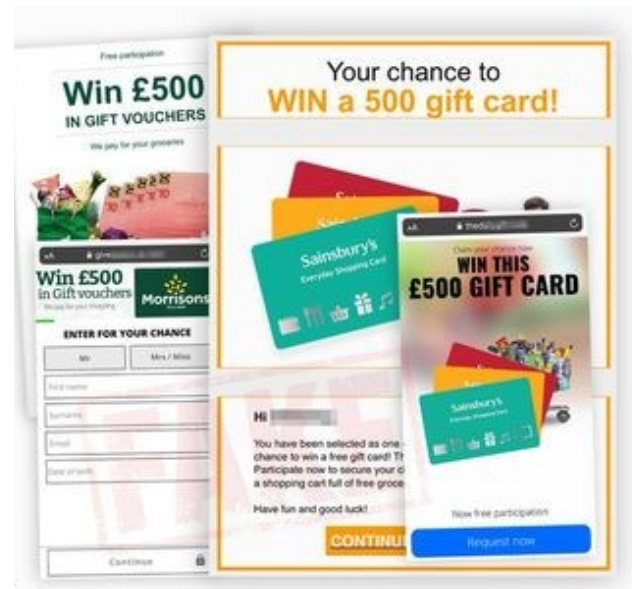 Free participation
Win £500
IN GIFT VOUCHERS
We pay for your groceries
Win £500
in Gift vouchers
We pay for your shopping
Morrisons
ENTER FOR YOUR CHANCE
Mr
Mrs / Miss
First name
Surname
Email
Date of birth
Continue
Your chance to
WIN a 500 gift card!
Sainsbury's
Everyday Shopping Card
Hi
You have been selected as one
chance to win a free gift card! Th
Participate now to secure your c
a shopping cart full of free groce
Have fun and good luck!
CONTINU
AA
Claim your chance now
WIN THIS
£500 GIFT CARD
Sainsbury's
Everyday Shopping Card
Now free participation
Request now
FAKE